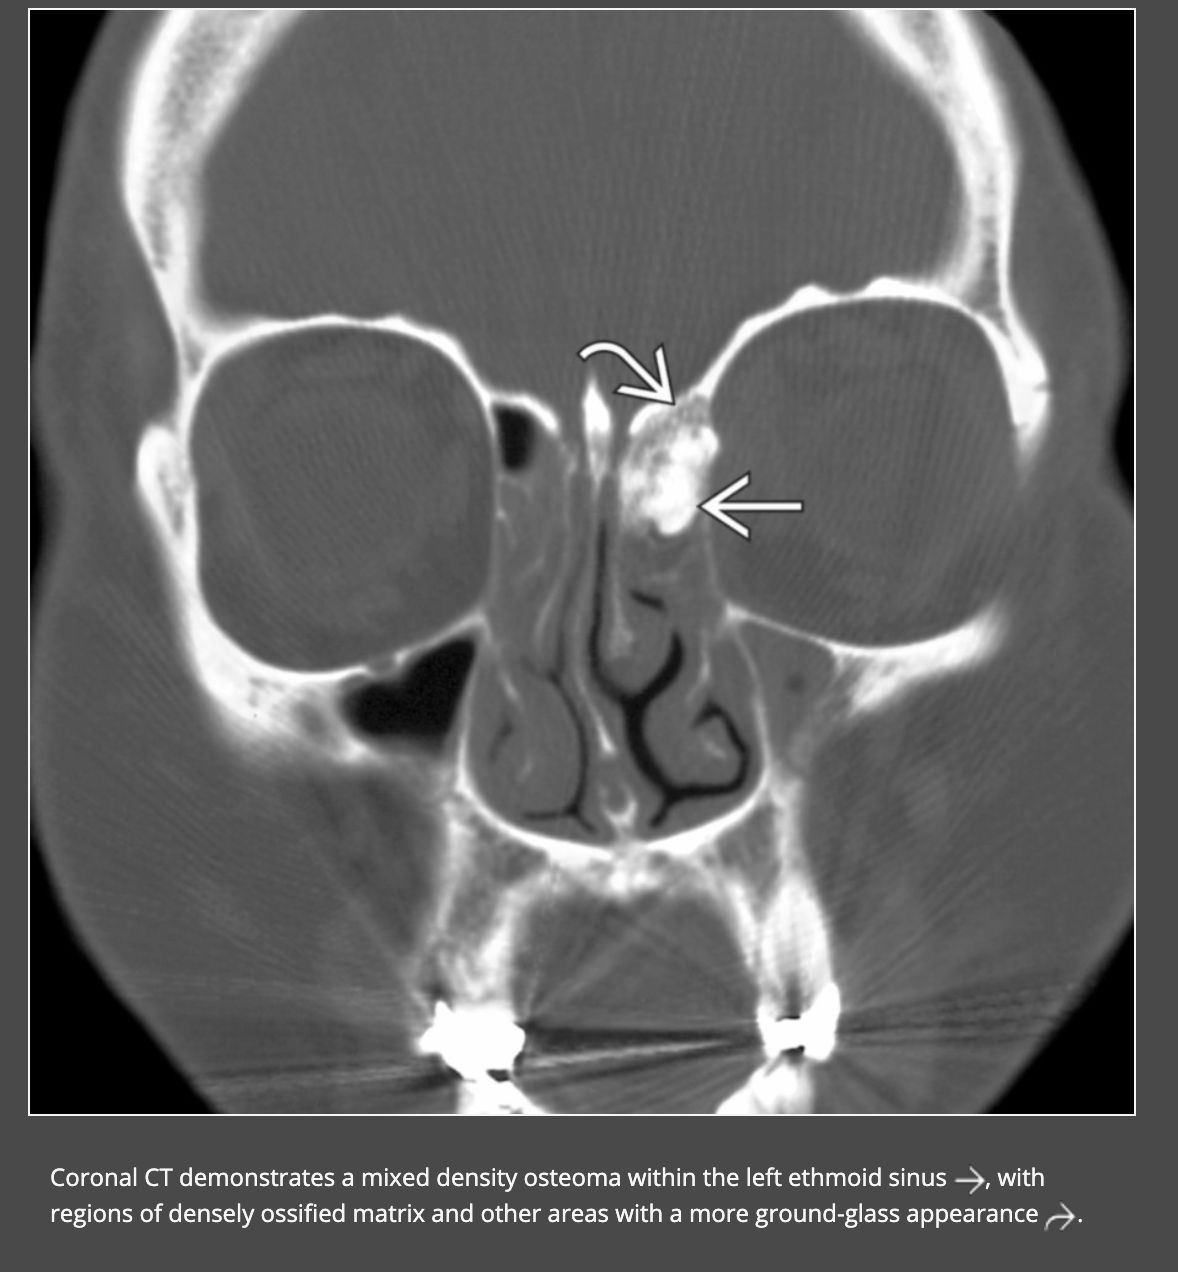 Coronal CT demonstrates a mixed density osteoma within the left ethmoid sinus →, with
regions of densely ossified matrix and other areas with a more ground-glass appearance ↷.